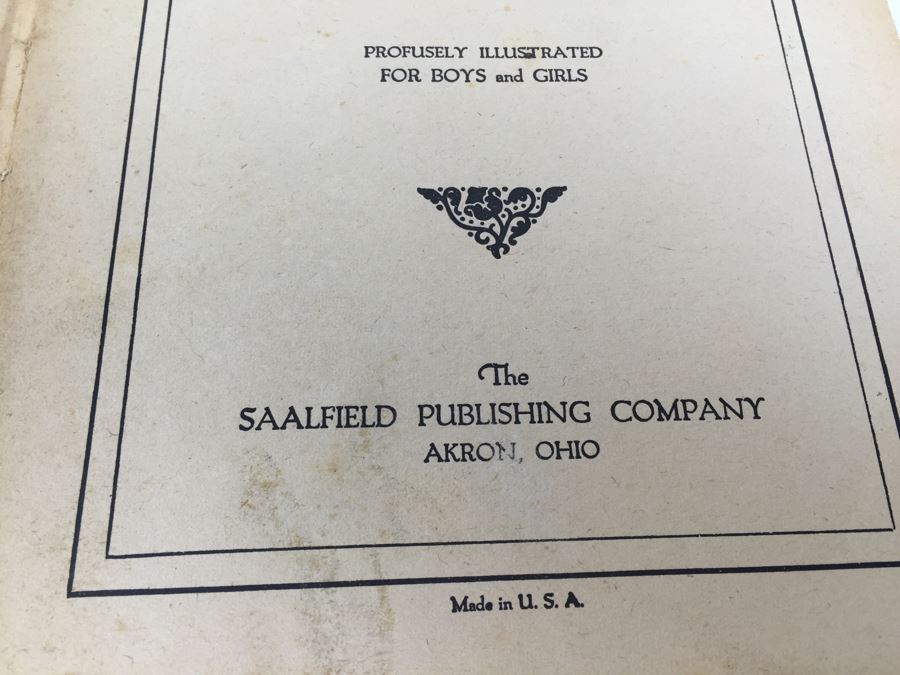 PROFUSELY ILLUSTRATED
FOR BOYS and GIRLS
The
SAALFIELD PUBLISHING COMPANY
AKRON, OHIO
Made in U. S. A.